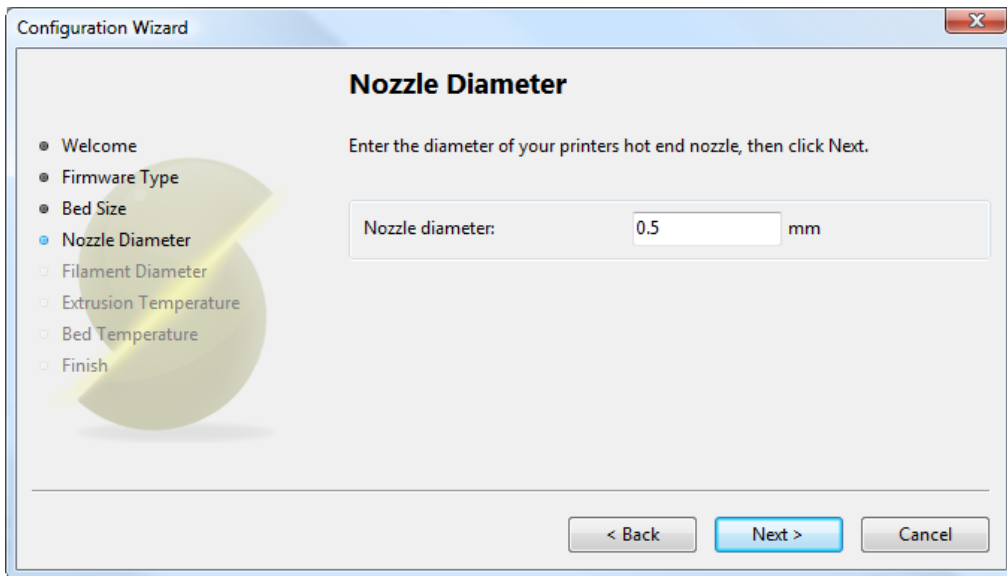 Configuration Wizard
Nozzle Diameter
Welcome
Firmware Type
Bed Size
Nozzle Diameter
Filament Diameter
Extrusion Temperature
Bed Temperature
Finish
Enter the diameter of your printers hot end nozzle, then click Next.
Nozzle diameter: 0.5 mm
< Back Next > Cancel